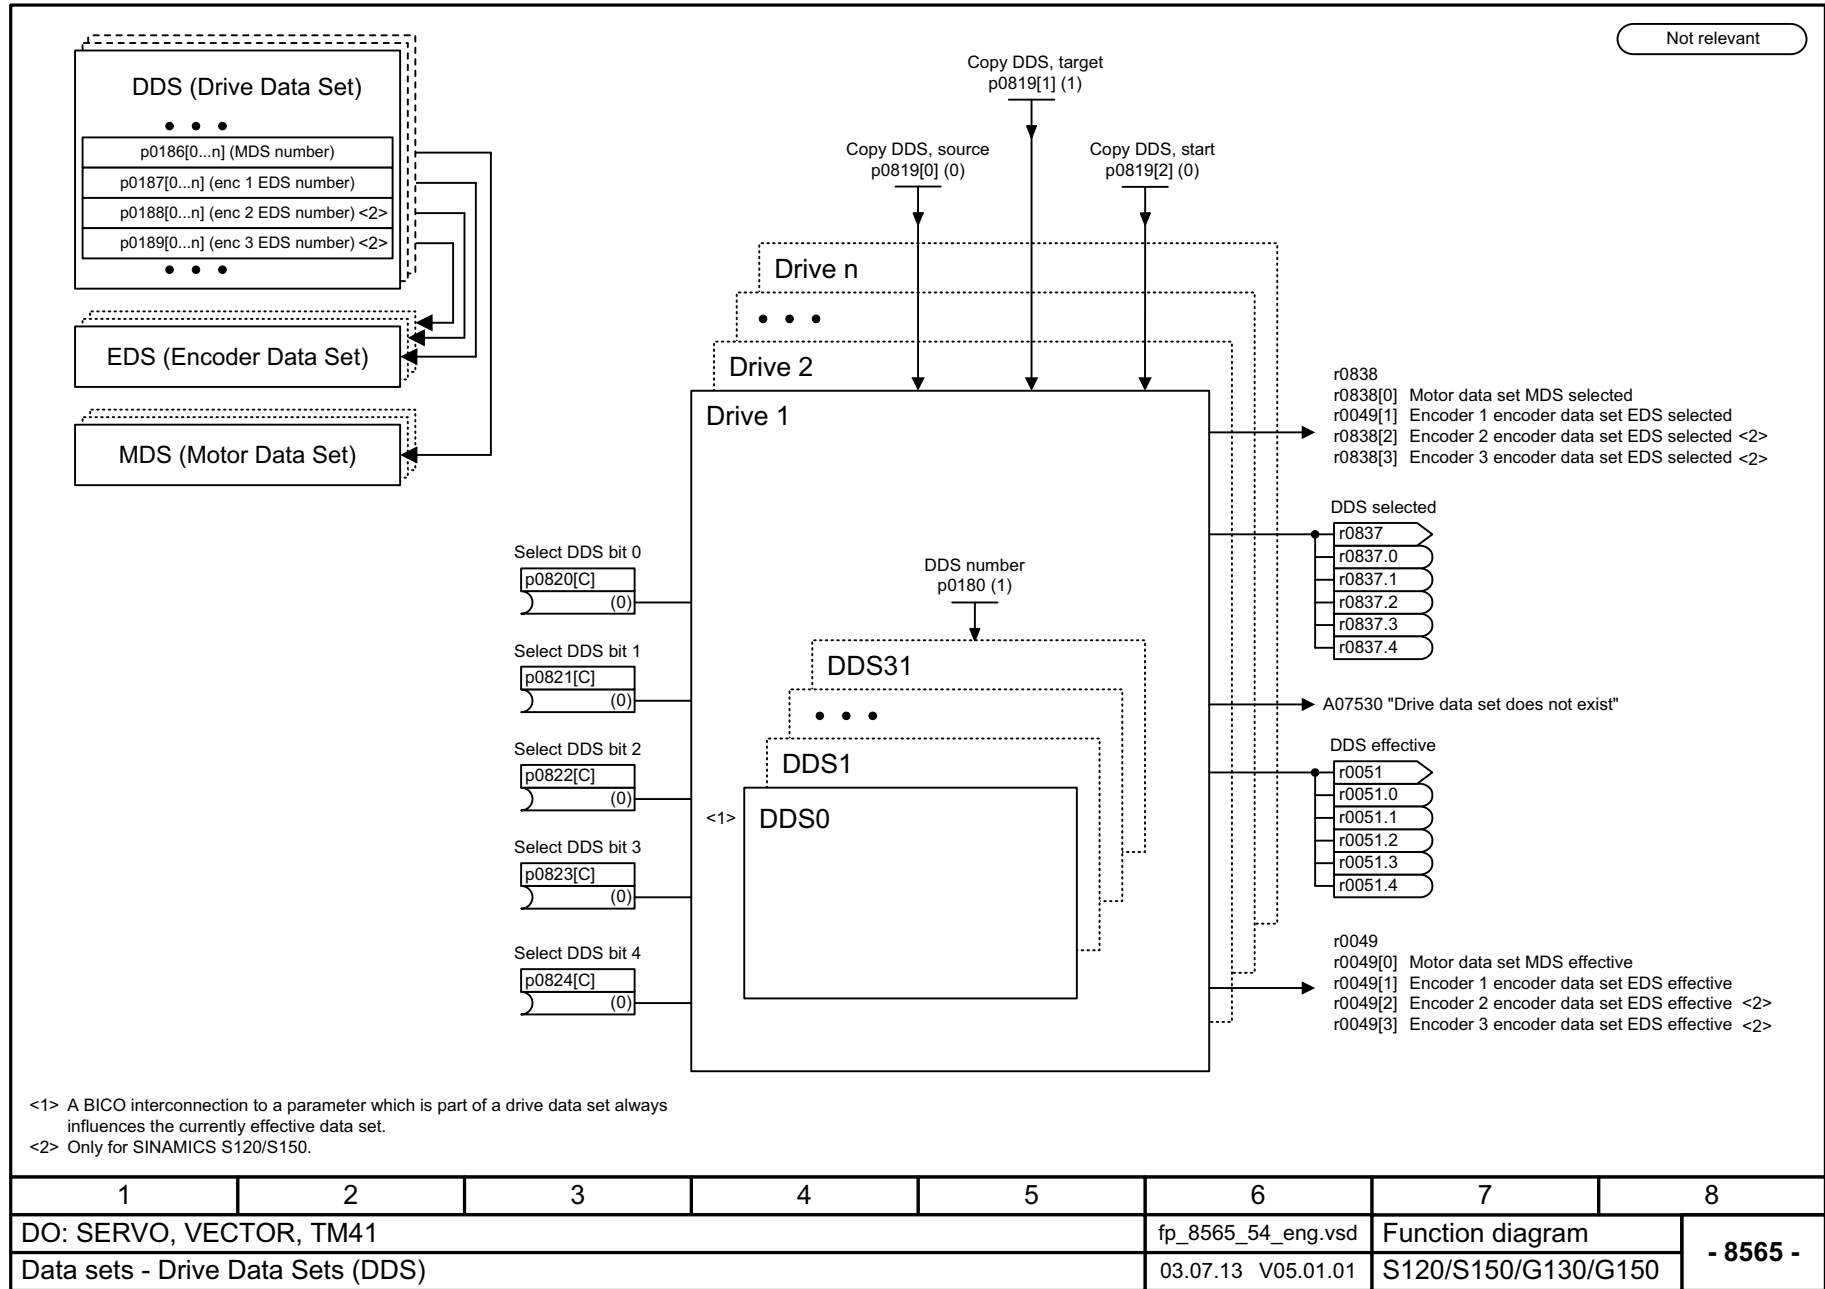 Not relevant
DDS (Drive Data Set)
p0186[0...n] (MDS number)
p0187[0...n] (enc 1 EDS number)
p0188[0...n] (enc 2 EDS number) <2>
p0189[0...n] (enc 3 EDS number) <2>
EDS (Encoder Data Set)
MDS (Motor Data Set)
Copy DDS, target
p0819[1] (1)
Copy DDS, source
p0819[0] (0)
Copy DDS, start
p0819[2] (0)
Drive n
Drive 2
Drive 1
Select DDS bit 0
p0820[C]
(0)
Select DDS bit 1
p0821[C]
(0)
Select DDS bit 2
p0822[C]
(0)
Select DDS bit 3
p0823[C]
(0)
Select DDS bit 4
p0824[C]
(0)
DDS number
p0180 (1)
DDS31
DDS1
<1>
DDS0
r0838
r0838[0] Motor data set MDS selected
r0049[1] Encoder 1 encoder data set EDS selected
r0838[2] Encoder 2 encoder data set EDS selected <2>
r0838[3] Encoder 3 encoder data set EDS selected <2>
DDS selected
r0837
r0837.0
r0837.1
r0837.2
r0837.3
r0837.4
A07530 "Drive data set does not exist"
DDS effective
r0051
r0051.0
r0051.1
r0051.2
r0051.3
r0051.4
r0049
r0049[0] Motor data set MDS effective
r0049[1] Encoder 1 encoder data set EDS effective
r0049[2] Encoder 2 encoder data set EDS effective <2>
r0049[3] Encoder 3 encoder data set EDS effective <2>
<1> A BICO interconnection to a parameter which is part of a drive data set always
influences the currently effective data set.
<2> Only for SINAMICS S120/S150.
1 2 3 4 5 6 7 8
DO: SERVO, VECTOR, TM41
fp_8565_54_eng.vsd
Function diagram
- 8565 -
Data sets - Drive Data Sets (DDS)
03.07.13 V05.01.01
S120/S150/G130/G150